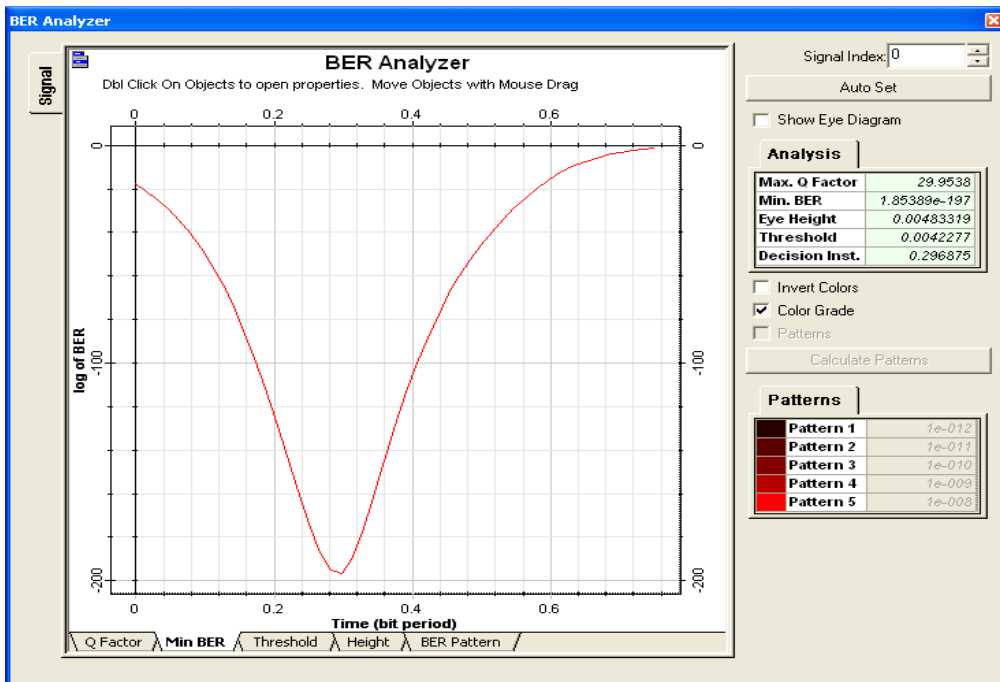 BER Analyzer
Signal
BER Analyzer
Dbl Click On Objects to open properties. Move Objects with Mouse Drag
0 0.2 0.4 0.6
0 0
-100 -100
-200 -200
log of BER
0 0.2 0.4 0.6
Time (bit period)
Q Factor Min BER Threshold Height BER Pattern
Signal Index: 0
Auto Set
Show Eye Diagram
Analysis
Max. Q Factor 29.9538
Min. BER 1.85389e-197
Eye Height 0.00483319
Threshold 0.0042277
Decision Inst. 0.296875
Invert Colors
Color Grade
Patterns
Calculate Patterns
Patterns
Pattern 1 1e-012
Pattern 2 1e-011
Pattern 3 1e-010
Pattern 4 1e-009
Pattern 5 1e-008